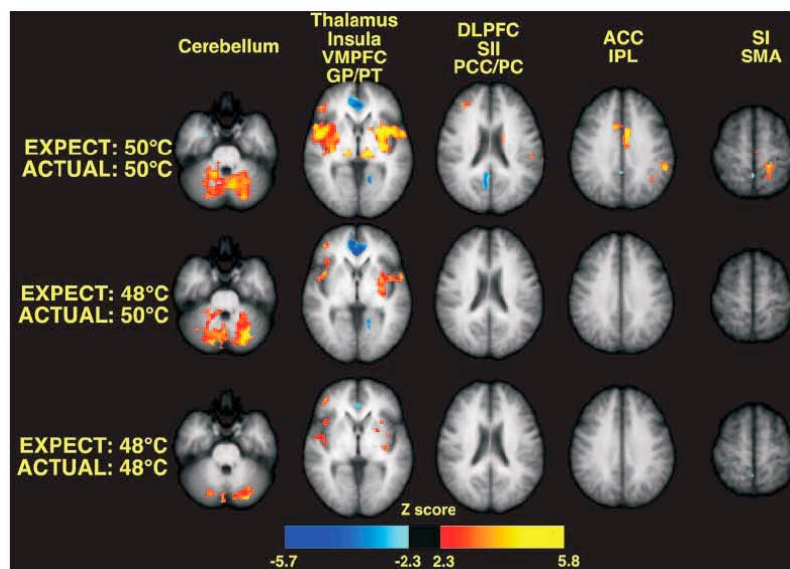 Cerebellum
Thalamus
Insula
VMPFC
GP/PT
DLPFC
SII
PCC/PC
ACC
IPL
SI
SMA
EXPECT: 50°C
ACTUAL: 50°C
EXPECT: 48°C
ACTUAL: 50°C
EXPECT: 48°C
ACTUAL: 48°C
Z score
-5.7 -2.3 2.3 5.8